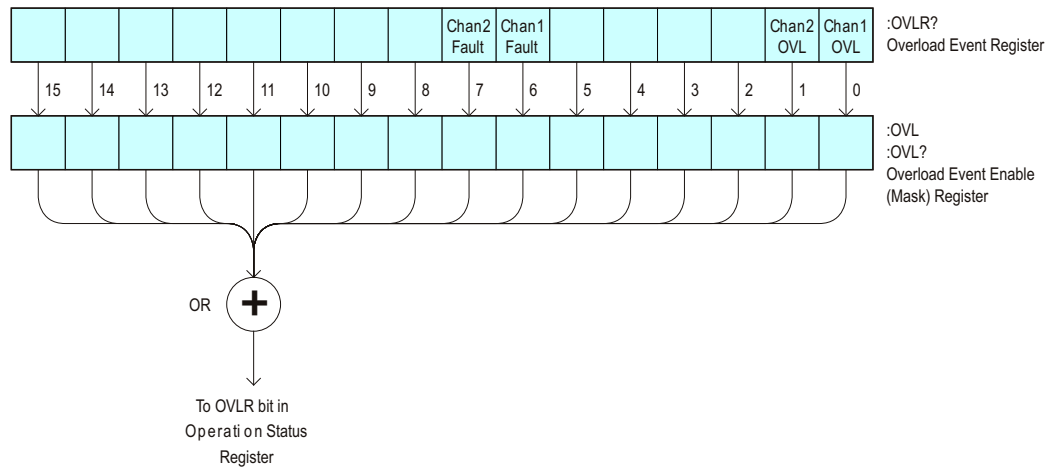 Chan2 Fault
Chan1 Fault
Chan2 OVL
Chan1 OVL
:OVLR?
Overload Event Register
15 14 13 12 11 10 9 8 7 6 5 4 3 2 1 0
:OVL
:OVL?
Overload Event Enable
(Mask) Register
OR
+
To OVLR bit in
Operation Status
Register